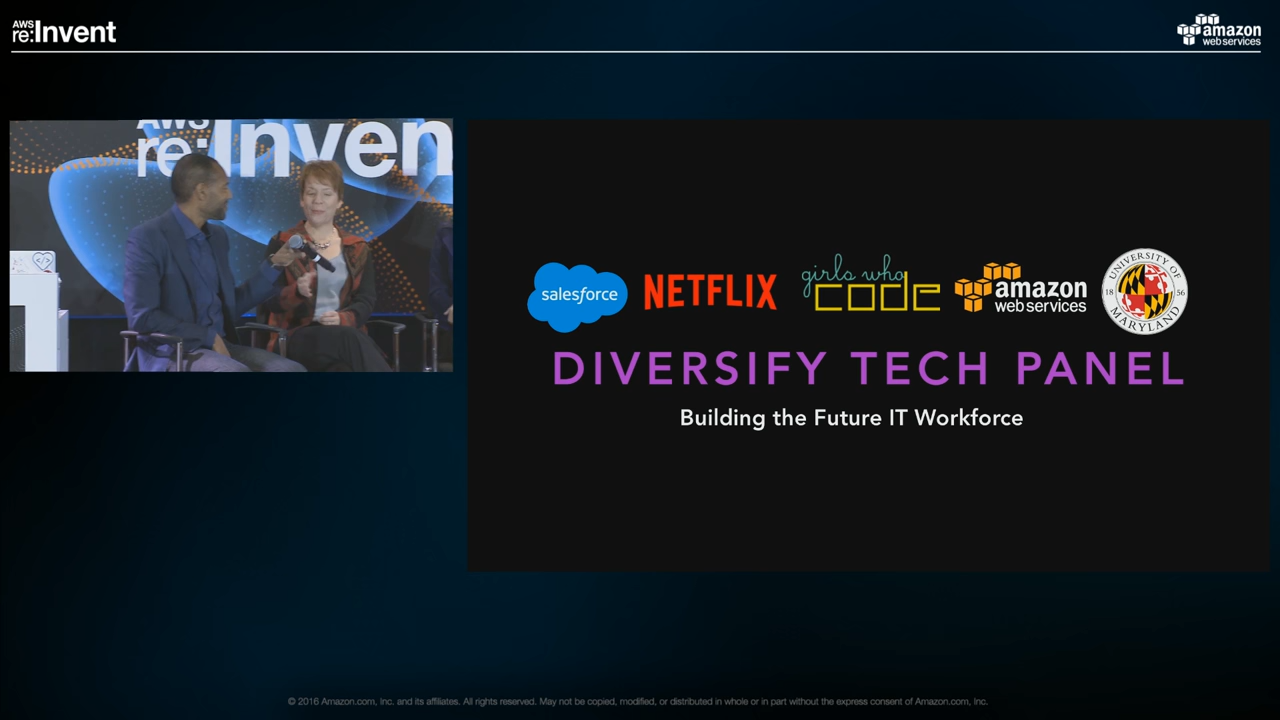 AWS
re:Invent
amazon
web services
AWS
re:Inven
salesforce
NETFLIX
girls who
code
amazon
web services
UNIVERSITY OF
18 56
MARYLAND
DIVERSIFY TECH PANEL
Building the Future IT Workforce
© 2016 Amazon.com, Inc. and its affiliates. All rights reserved. May not be copied, modified, or distributed in whole or in part without the express consent of Amazon.com, Inc.